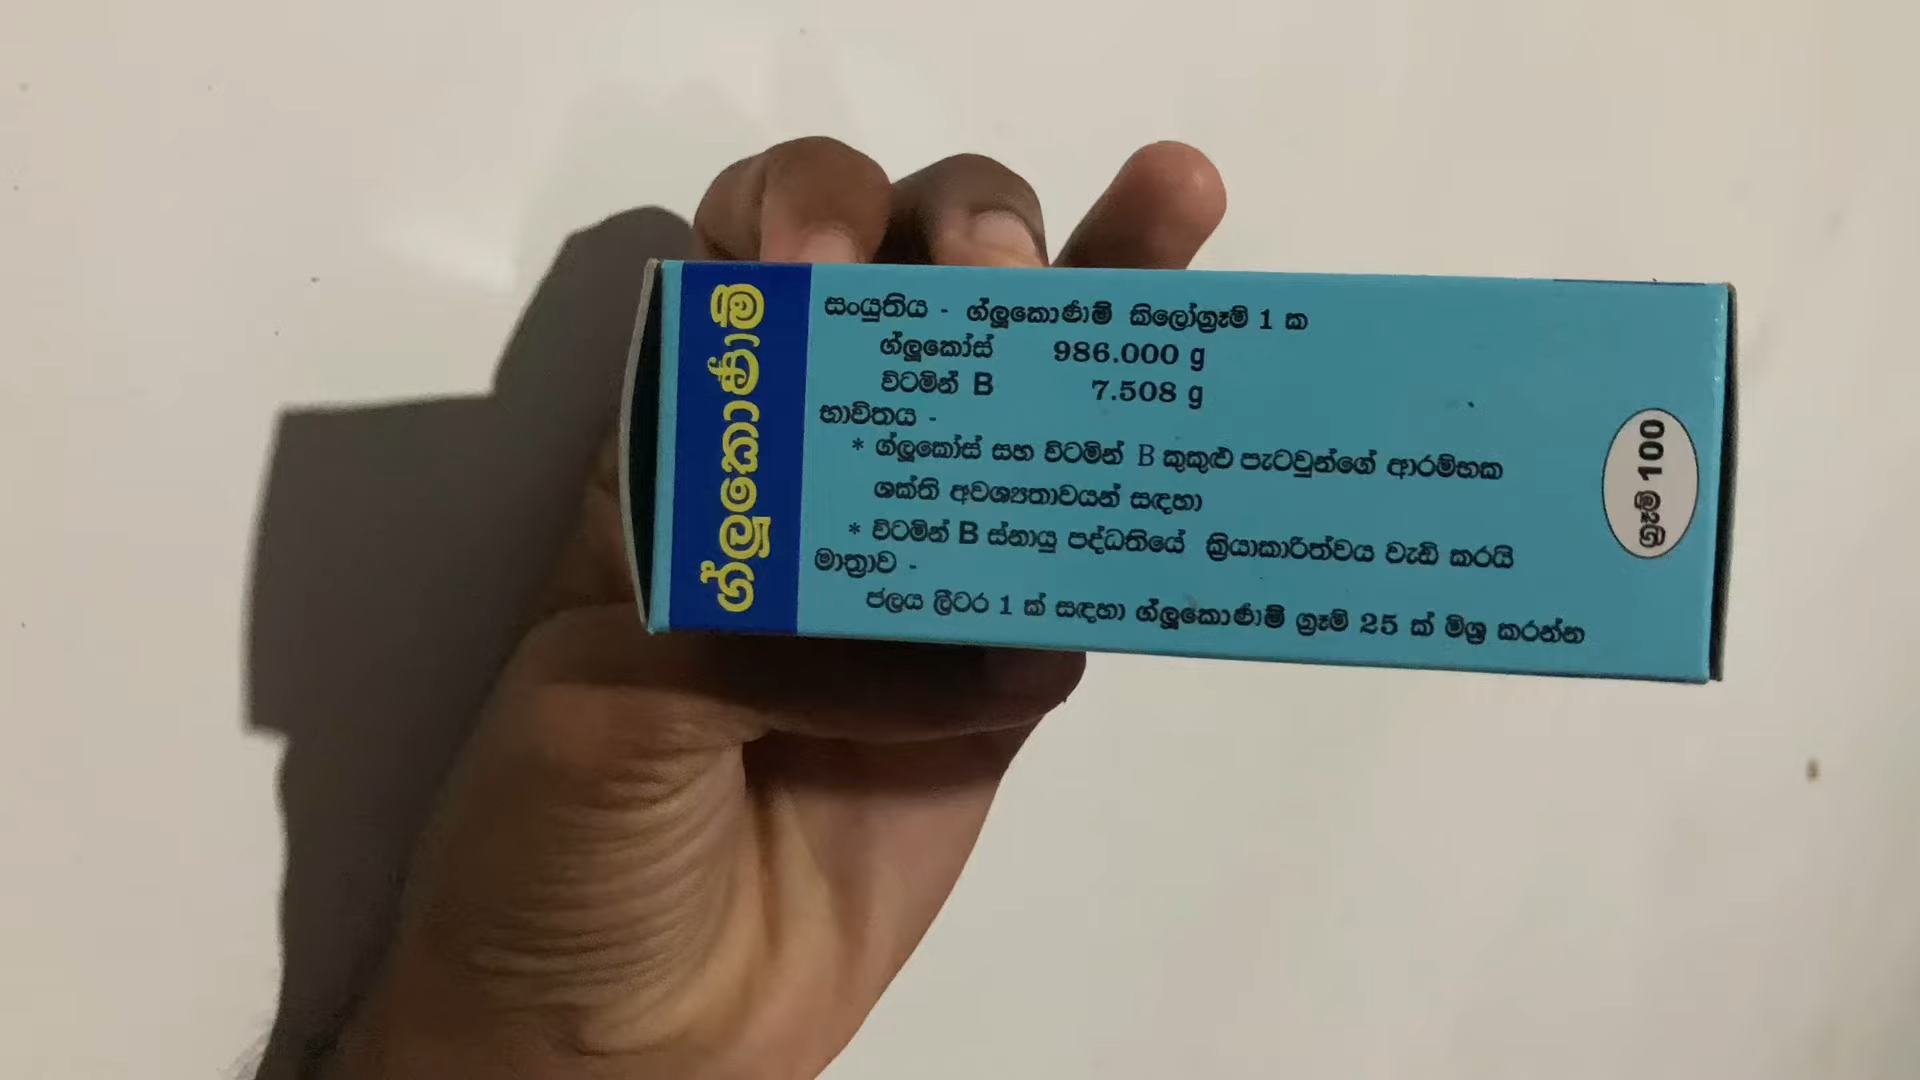 ග්ලූකොෂාම්
සංයුතිය - ග්ලූකොෂාම් කිලෝග්‍රෑම් 1 ක
ග්ලූකෝස් 986.000 g
විටමින් B 7.508 g
භාවිතය -
* ග්ලූකෝස් සහ විටමින් B කුකුළු පැටවුන්ගේ ආරම්භක
ශක්ති අවශ්‍යතාවයන් සඳහා
* විටමින් B ස්නායු පද්ධතියේ ක්‍රියාකාරිත්වය වැඩි කරයි
මාත්‍රාව -
ජලය ලීටර 1 ක් සඳහා ග්ලූකොෂාම් ග්‍රෑම් 25 ක් මිශ්‍ර කරන්න
ග්‍රෑම් 100